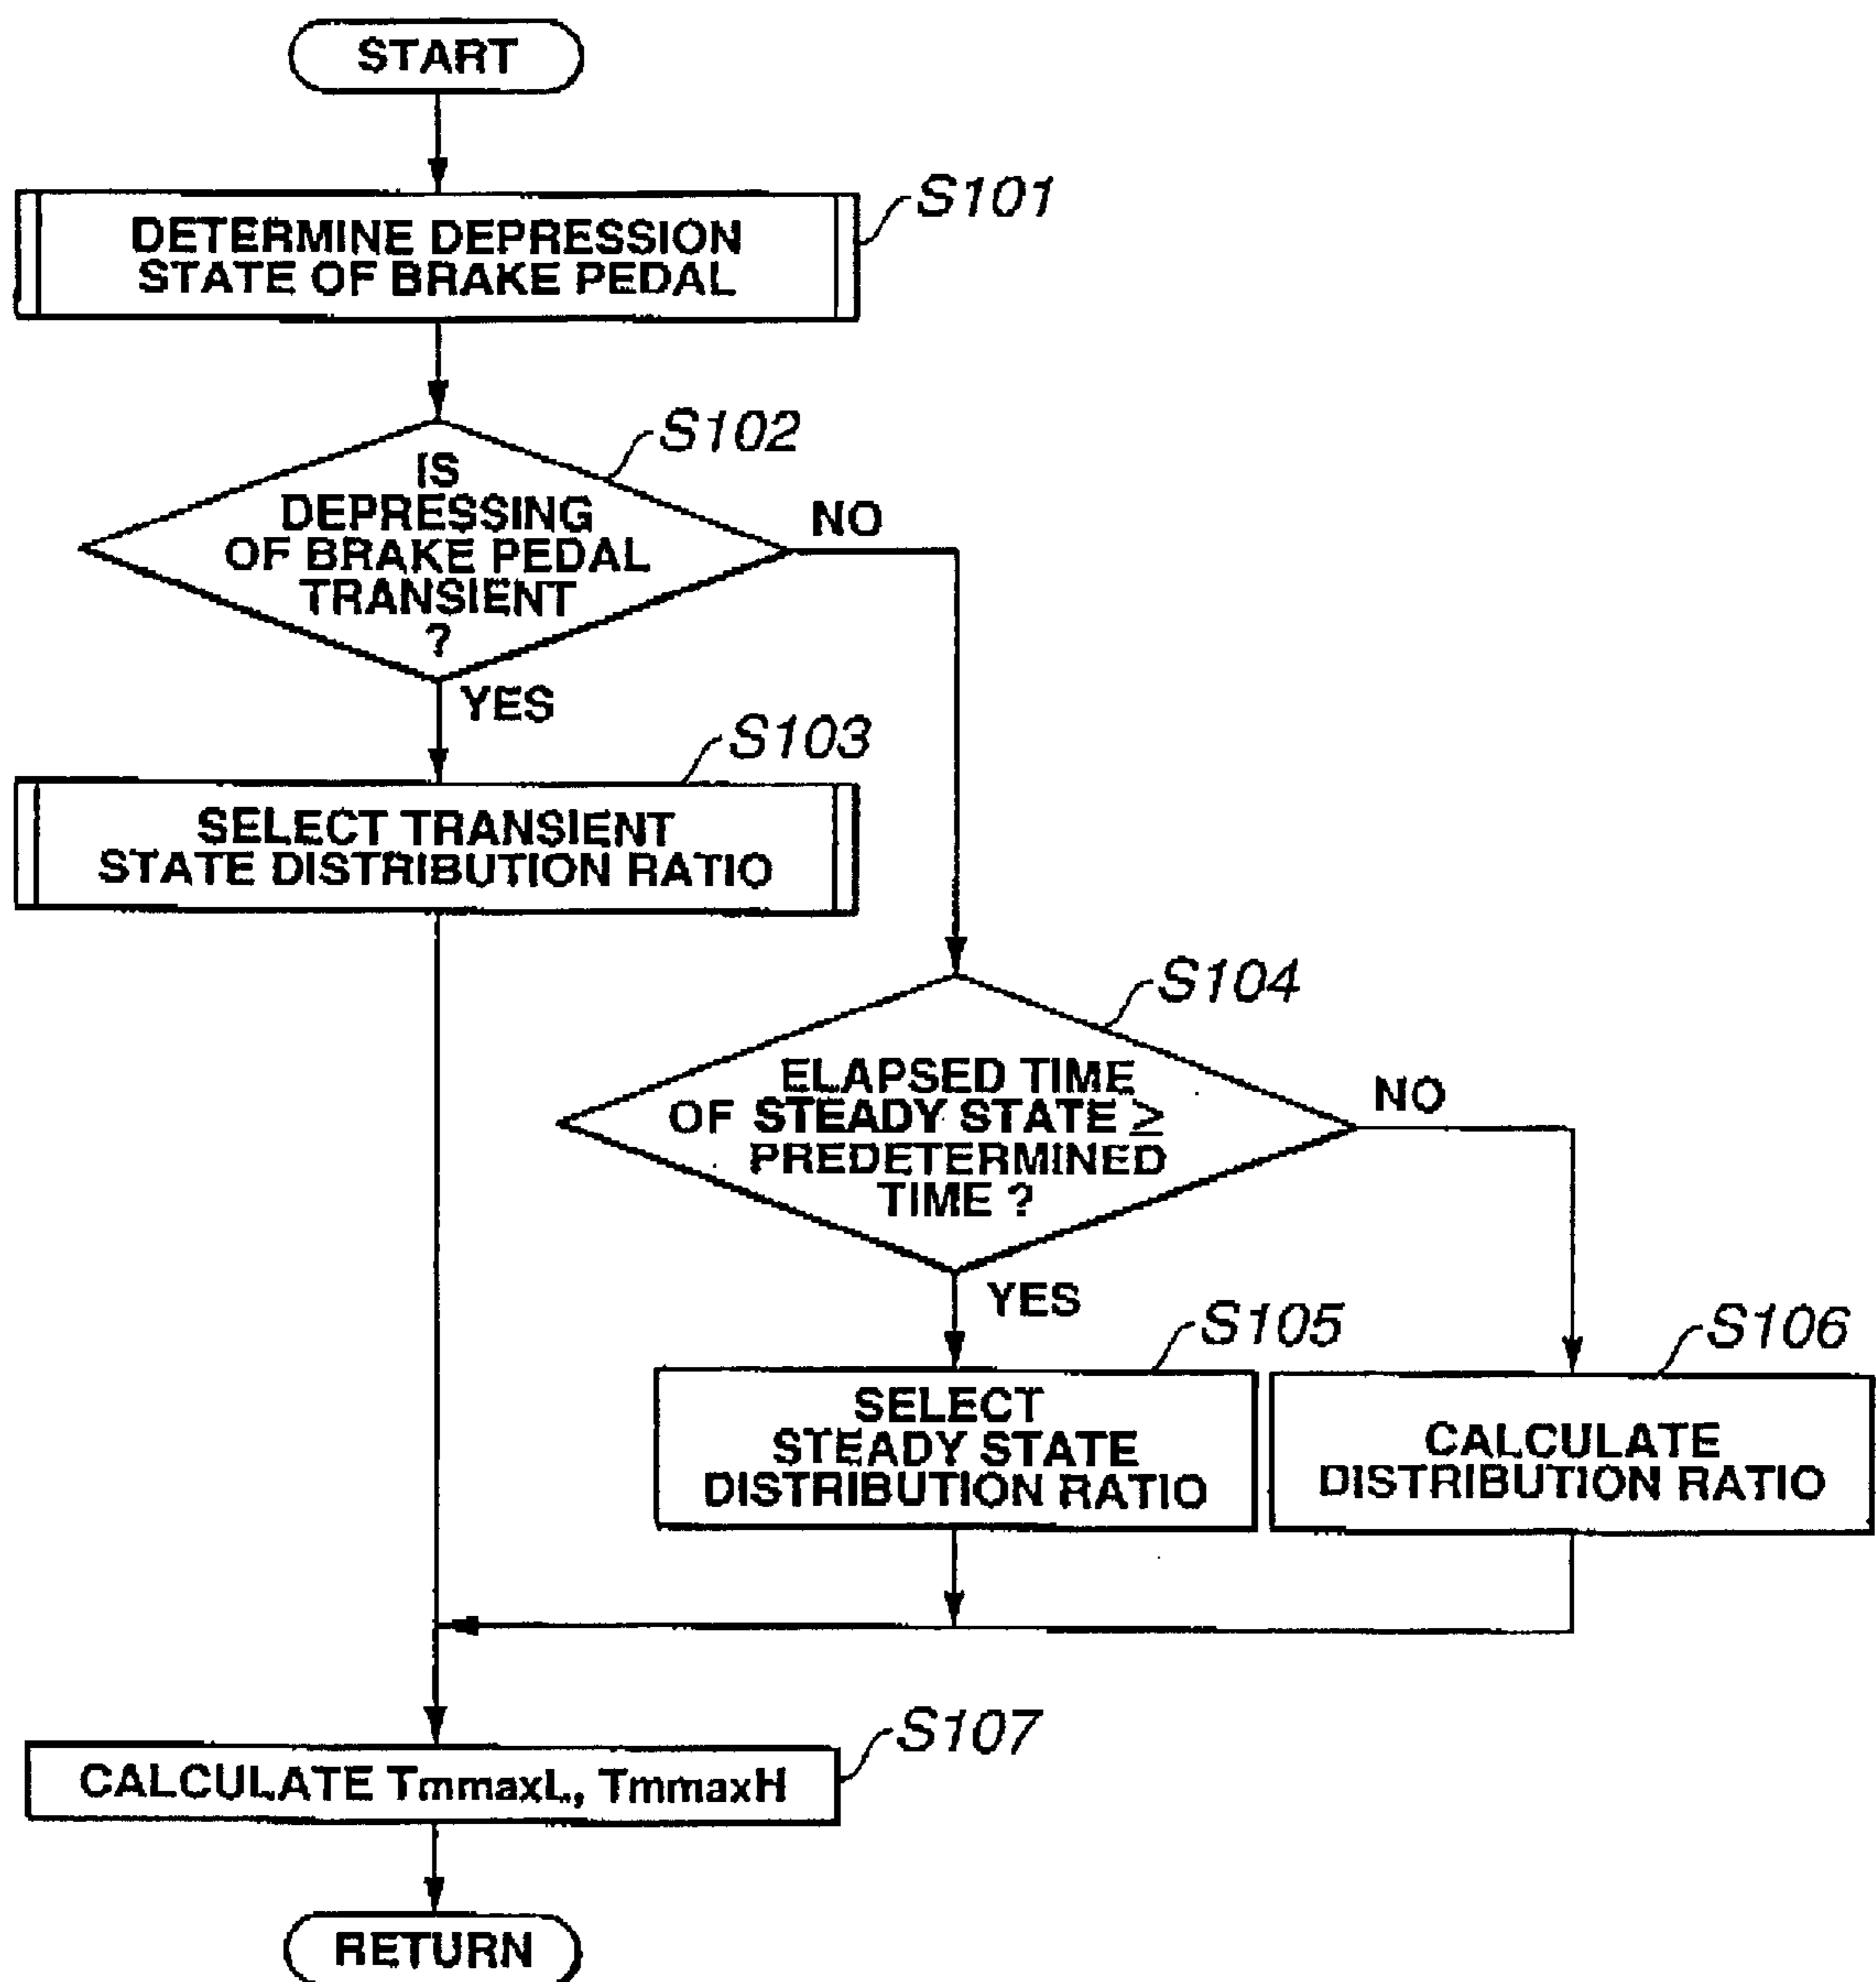 START
S101
DETERMINE DEPRESSION
STATE OF BRAKE PEDAL
S102
IS
DEPRESSING
OF BRAKE PEDAL
TRANSIENT
?
NO
YES
S103
SELECT TRANSIENT
STATE DISTRIBUTION RATIO
S104
ELAPSED TIME
OF STEADY STATE ≥
PREDETERMINED
TIME ?
NO
YES
S105
SELECT
STEADY STATE
DISTRIBUTION RATIO
S106
CALCULATE
DISTRIBUTION RATIO
S107
CALCULATE TmmaxL, TmmaxH
RETURN